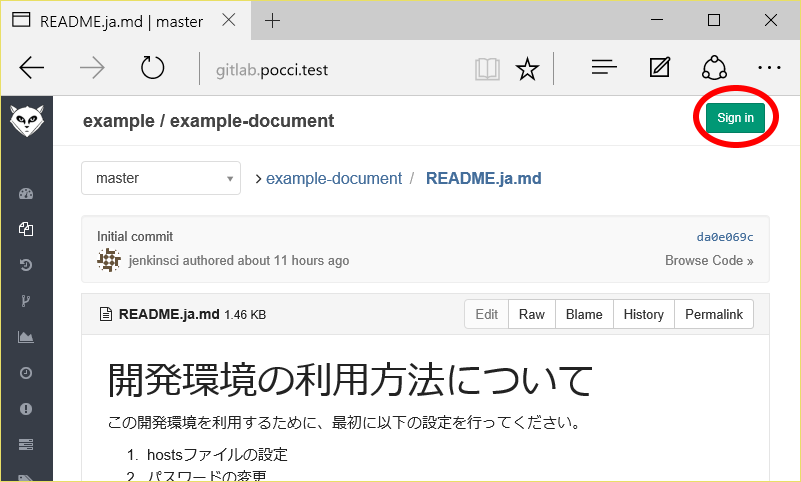 README.ja.md | master
gitlab.pocci.test
example / example-document
Sign in
master
example-document / README.ja.md
Initial commit
da0e069c
jenkinsci authored about 11 hours ago
Browse Code »
README.ja.md 1.46 KB
Edit Raw Blame History Permalink
開発環境の利用方法について
この開発環境を利用するために、最初に以下の設定を行ってください。
1. hostsファイルの設定
2. パスワードの変更